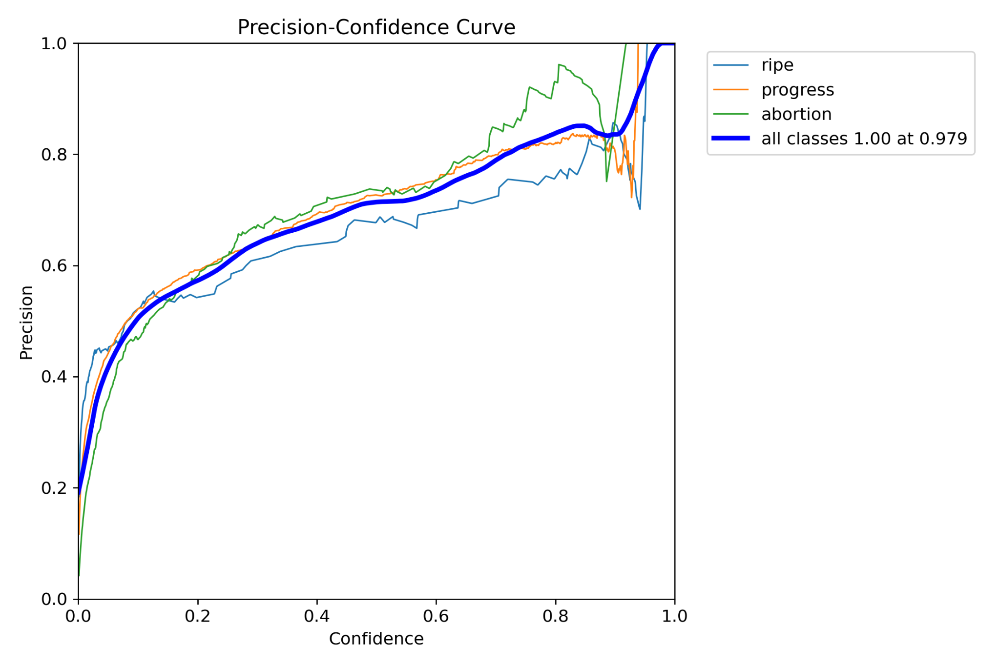 Precision-Confidence Curve
1.0
0.8
0.6
0.4
0.2
0.0
Precision
0.0 0.2 0.4 0.6 0.8 1.0
Confidence
ripe
progress
abortion
all classes 1.00 at 0.979